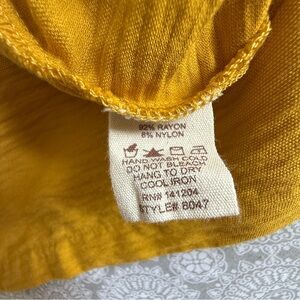 92% RAYON
8% NYLON
HAND WASH COLD
DO NOT BLEACH
HANG TO DRY
COOL IRON
RN# 141204
STYLE# 8047